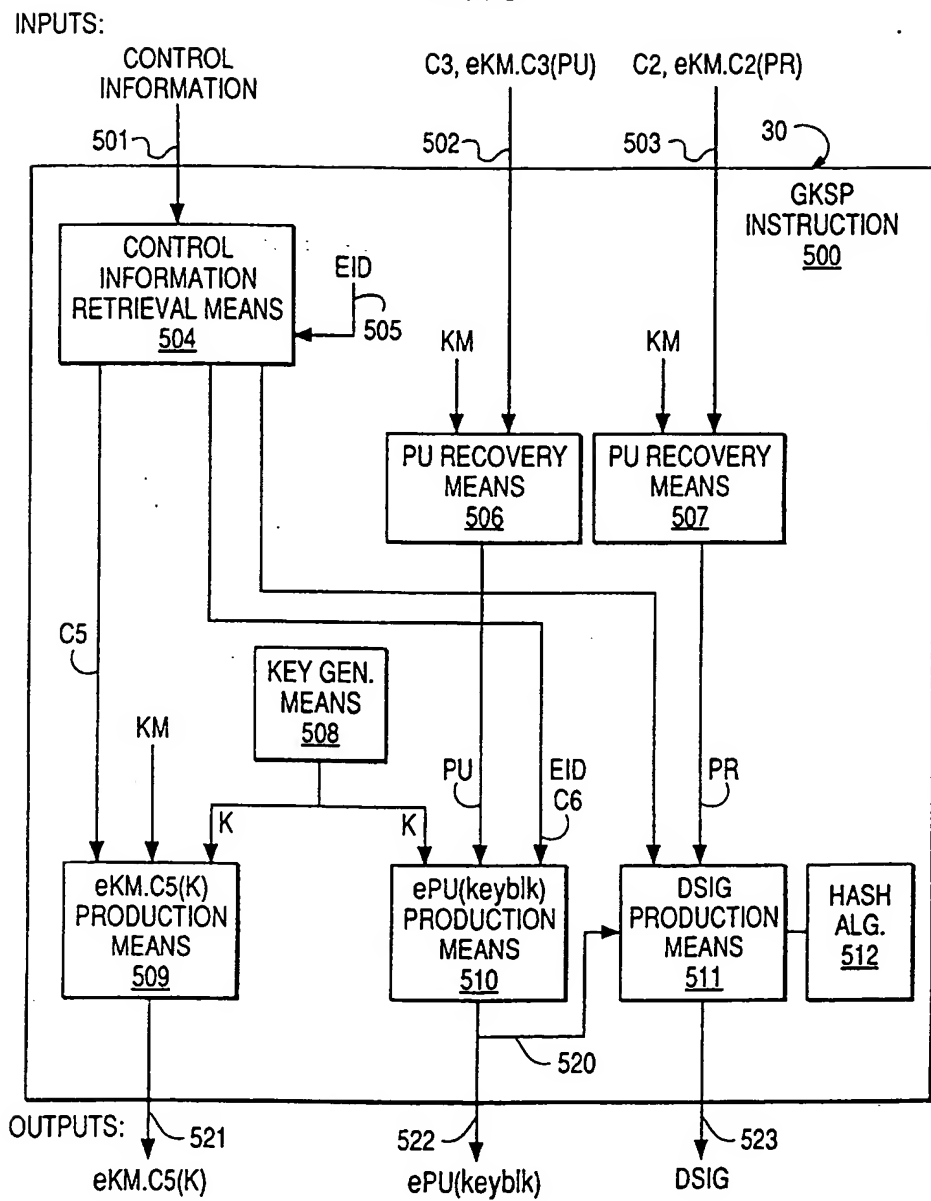 INPUTS:
CONTROL
INFORMATION
C3, eKM.C3(PU)
C2, eKM.C2(PR)
501
502
503
30
GKSP
INSTRUCTION
500
CONTROL
INFORMATION
RETRIEVAL MEANS
504
EID
505
KM
KM
PU RECOVERY
MEANS
506
PU RECOVERY
MEANS
507
C5
KEY GEN.
MEANS
508
KM
PU
EID
C6
PR
K
K
eKM.C5(K)
PRODUCTION
MEANS
509
ePU(keyblk)
PRODUCTION
MEANS
510
DSIG
PRODUCTION
MEANS
511
HASH
ALG.
512
520
OUTPUTS:
521
522
523
eKM.C5(K)
ePU(keyblk)
DSIG